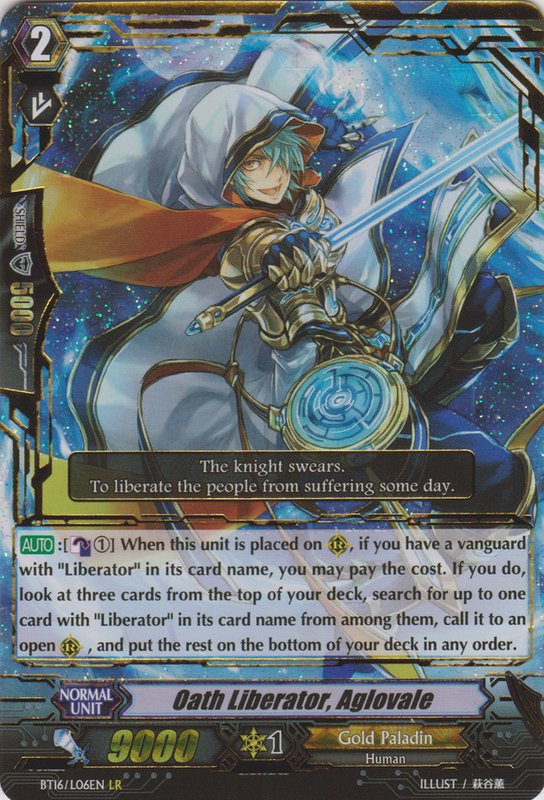 2
SHIELD
5000
The knight swears.
To liberate the people from suffering some day.
AUTO :[ ①] When this unit is placed on Ⓡ, if you have a vanguard
with "Liberator" in its card name, you may pay the cost. If you do,
look at three cards from the top of your deck, search for up to one
card with "Liberator" in its card name from among them, call it to an
open Ⓡ , and put the rest on the bottom of your deck in any order.
NORMAL
UNIT
Oath Liberator, Aglovale
9000
1
Gold Paladin
Human
BT16/L06EN LR
ILLUST / 萩谷薫